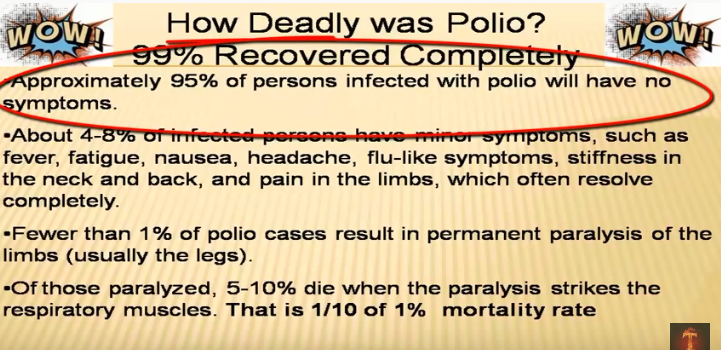 WOW!
How Deadly was Polio?
WOW!
99% Recovered Completely
▪Approximately 95% of persons infected with polio will have no
symptoms.
▪About 4-8% of infected persons have minor symptoms, such as
fever, fatigue, nausea, headache, flu-like symptoms, stiffness in
the neck and back, and pain in the limbs, which often resolve
completely.
▪Fewer than 1% of polio cases result in permanent paralysis of the
limbs (usually the legs).
▪Of those paralyzed, 5-10% die when the paralysis strikes the
respiratory muscles. That is 1/10 of 1% mortality rate